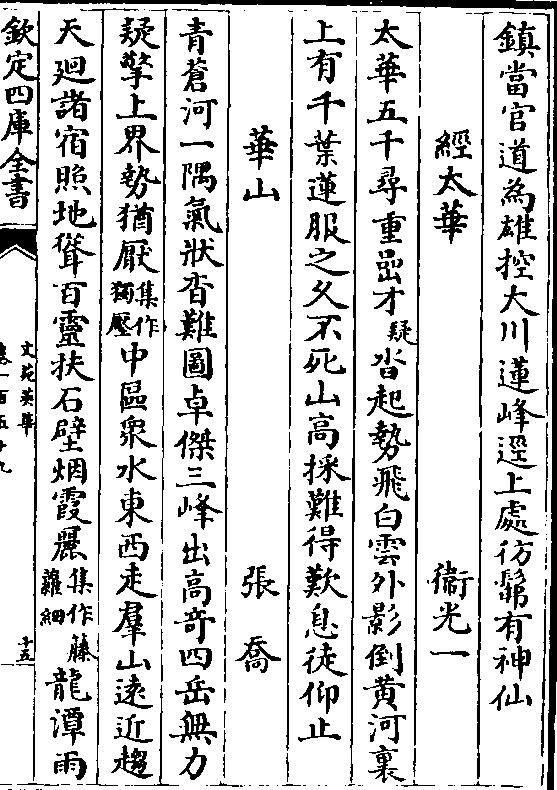 鎮當官道為雄控大川蓮峰逕上處彷髴有神仙
經太華 衞光一
太華五千尋重巒才疑沓起勢飛白雲外影倒黄河裏
上有千葉蓮服之久不死山高採難得歎息徒仰止
華山 張喬
青蒼河一隅氣狀杳難圖卓傑三峰出高竒四岳無力
疑擎上界勢猶厭集作獨壓中區衆水東西走羣山逺近趨
天迴諸宿照地聳百靈扶石壁烟霞麗集作藤蘿細龍潭雨
欽定四庫全書
文苑英華
卷一百五十九
十五